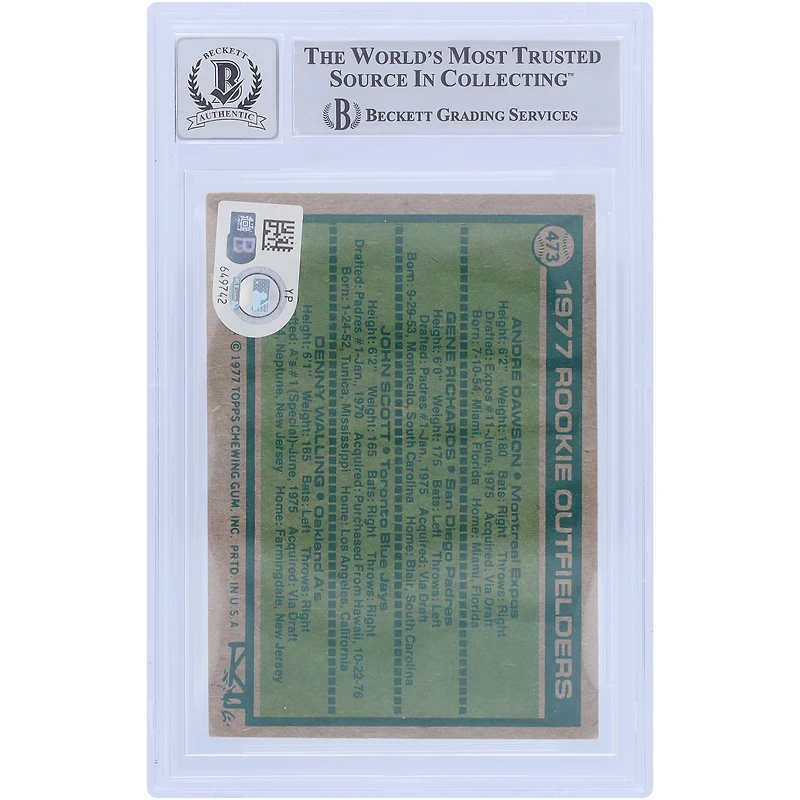 BECKETT
B
AUTHENTIC
THE WORLD'S MOST TRUSTED
SOURCE IN COLLECTING™
B BECKETT GRADING SERVICES
B
YP
649742
473
1977 ROOKIE OUTFIELDERS
ANDRE DAWSON • Montreal Expos
Height: 6'2" Weight: 180 Bats: Right Throws: Right
Drafted: Expos #11-June, 1975 Acquired: Via Draft
Born: 7-10-54, Miami, Florida Home: Miami, Florida
GENE RICHARDS • San Diego Padres
Height: 6'0" Weight: 175 Bats: Left Throws: Left
Drafted: Padres #1-Jan., 1975 Acquired: Via Draft
Born: 9-29-53, Monticello, South Carolina Home: Blair, South Carolina
JOHN SCOTT • Toronto Blue Jays
Height: 6'2" Weight: 165 Bats: Right Throws: Right
Drafted: Padres #1-Jan., 1970 Acquired: Purchased From Hawaii, 10-22-76
Born: 1-24-52, Tunica, Mississippi Home: Los Angeles, California
DENNY WALLING • Oakland A's
Height: 6'1" Weight: 185 Bats: Left Throws: Right
A's #1 (Special)-June, 1975 Acquired: Via Draft
Neptune, New Jersey Home: Farmingdale, New Jersey
© 1977 TOPPS CHEWING GUM, INC. PRTD. IN U.S.A.